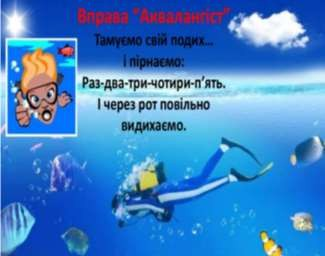 Вправа "Аквалангіст"
Тамуємо свій подих...
і пірнаємо:
Раз-два-три-чотири-п'ять.
І через рот повільно
видихаємо.